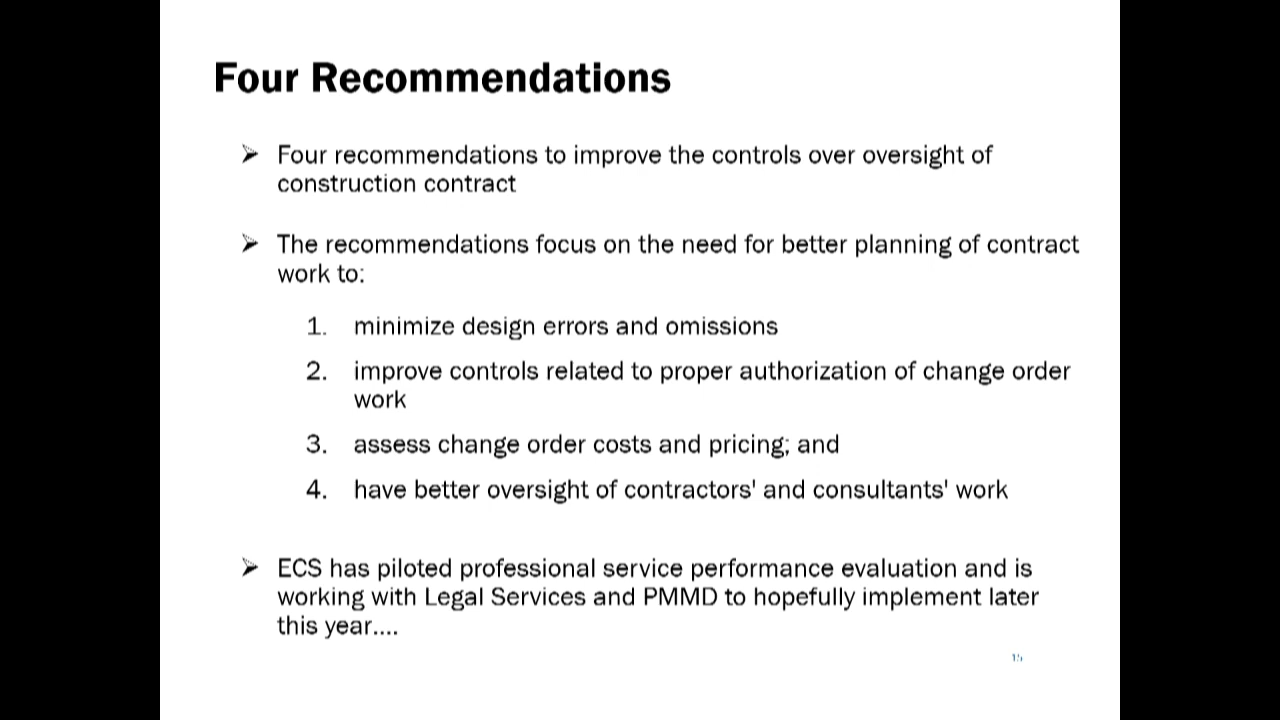 Four Recommendations
➢ Four recommendations to improve the controls over oversight of
construction contract
➢ The recommendations focus on the need for better planning of contract
work to:
1. minimize design errors and omissions
2. improve controls related to proper authorization of change order
work
3. assess change order costs and pricing; and
4. have better oversight of contractors' and consultants' work
➢ ECS has piloted professional service performance evaluation and is
working with Legal Services and PMMD to hopefully implement later
this year....
15